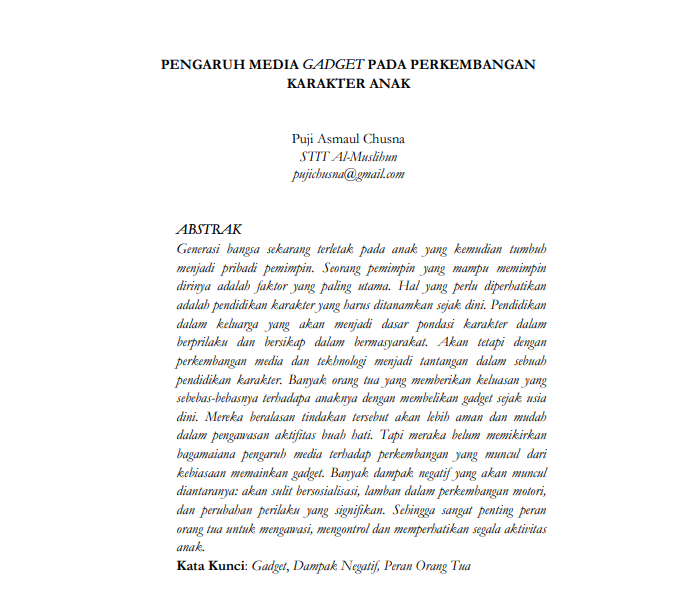 PENGARUH MEDIA GADGET PADA PERKEMBANGAN
KARAKTER ANAK
Puji Asmaul Chusna
STIT Al-Muslihun
pujichusna@gmail.com
ABSTRAK
Generasi bangsa sekarang terletak pada anak yang kemudian tumbuh
menjadi pribadi pemimpin. Seorang pemimpin yang mampu memimpin
dirinya adalah faktor yang paling utama. Hal yang perlu diperhatikan
adalah pendidikan karakter yang harus ditanamkan sejak dini. Pendidikan
dalam keluarga yang akan menjadi dasar pondasi karakter dalam
berprilaku dan bersikap dalam bermasyarakat. Akan tetapi dengan
perkembangan media dan tekhnologi menjadi tantangan dalam sebuah
pendidikan karakter. Banyak orang tua yang memberikan keluasan yang
sebebas-bebasnya terhadapa anaknya dengan membelikan gadget sejak usia
dini. Mereka beralasan tindakan tersebut akan lebih aman dan mudah
dalam pengawasan aktifitas buah hati. Tapi meraka belum memikirkan
bagamaiana pengaruh media terhadap perkembangan yang muncul dari
kebiasaan memainkan gadget. Banyak dampak negatif yang akan muncul
diantaranya: akan sulit bersosialisasi, lamban dalam perkembangan motori,
dan perubahan perilaku yang signifikan. Sehingga sangat penting peran
orang tua untuk mengawasi, mengontrol dan memperhatikan segala aktivitas
anak.
Kata Kunci: Gadget, Dampak Negatif, Peran Orang Tua